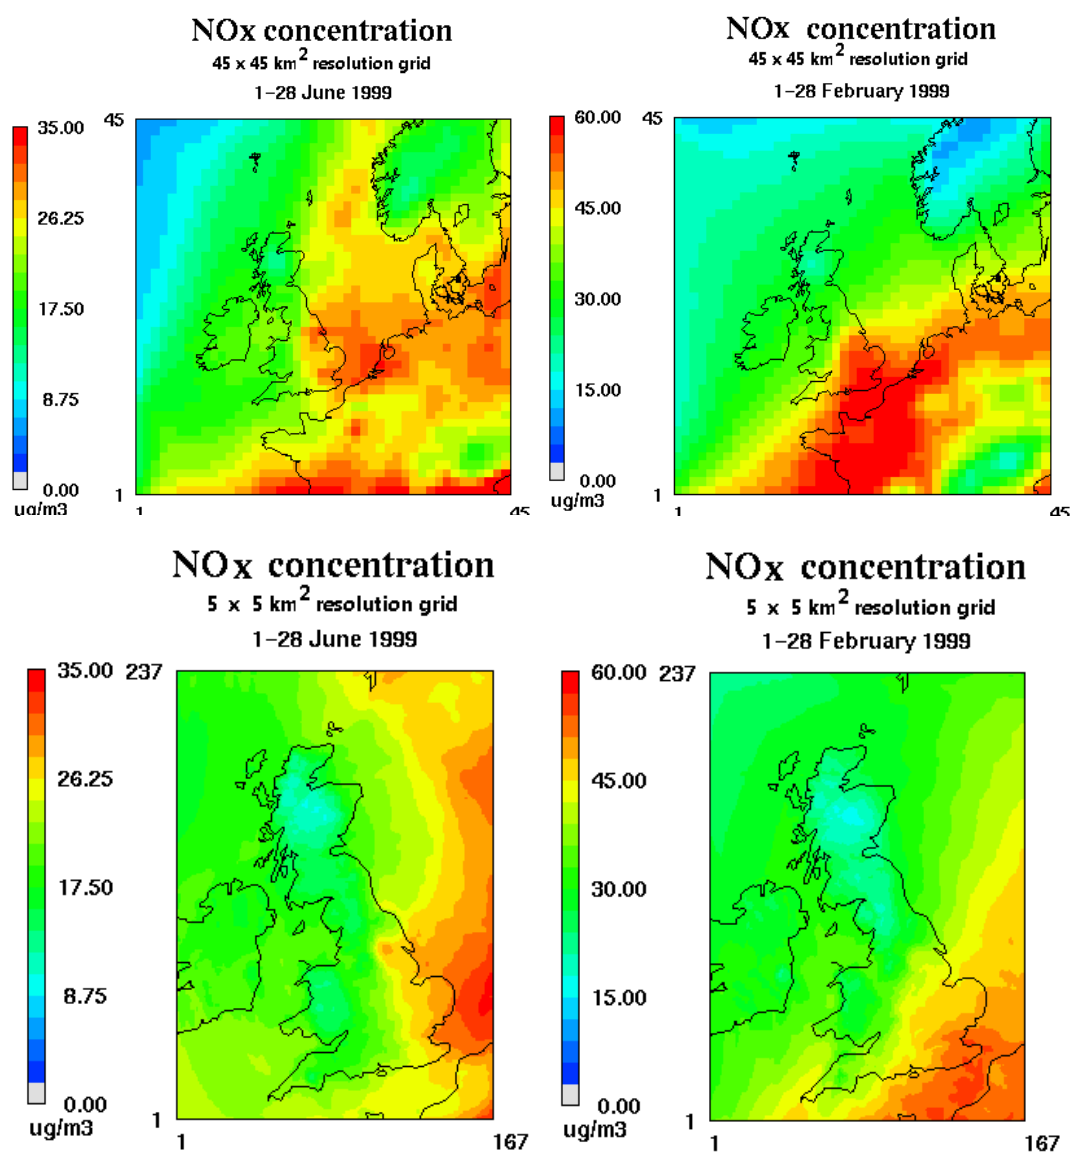 NOx concentration
45 x 45 km2 resolution grid
1–28 June 1999
35.00
26.25
17.50
8.75
0.00
ug/m3
45
1
1
45
NOx concentration
45 x 45 km2 resolution grid
1–28 February 1999
60.00
45.00
30.00
15.00
0.00
ug/m3
45
1
1
45
NOx concentration
5 x 5 km2 resolution grid
1–28 June 1999
35.00
26.25
17.50
8.75
0.00
ug/m3
237
1
1
167
NOx concentration
5 x 5 km2 resolution grid
1–28 February 1999
60.00
45.00
30.00
15.00
0.00
ug/m3
237
1
1
167